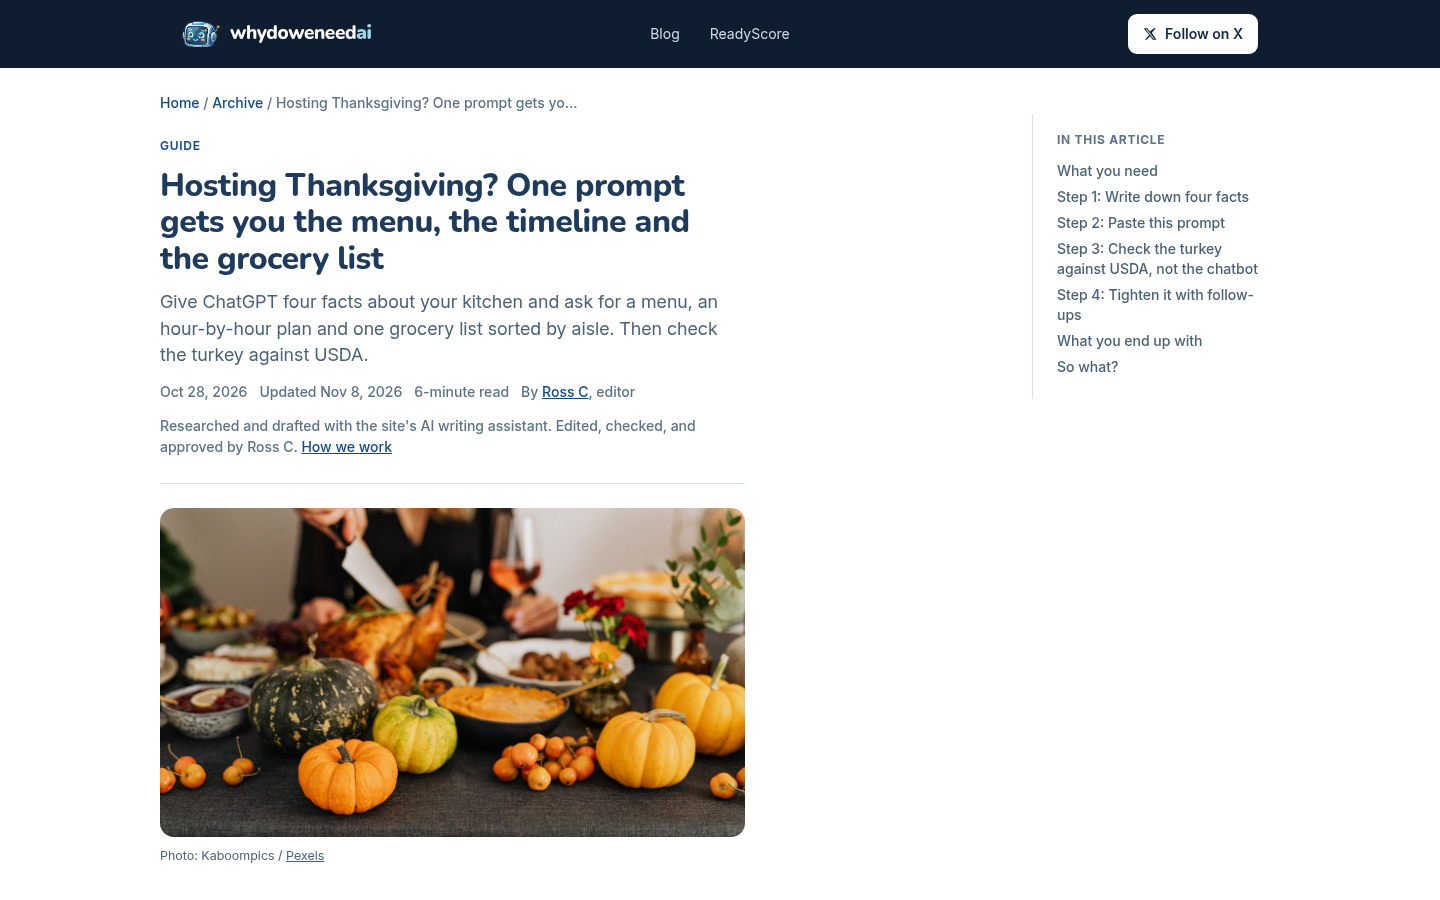 whydoweneedai
Blog
ReadyScore
Follow on X
Home / Archive / Hosting Thanksgiving? One prompt gets yo...
GUIDE
Hosting Thanksgiving? One prompt
gets you the menu, the timeline and
the grocery list
Give ChatGPT four facts about your kitchen and ask for a menu, an
hour-by-hour plan and one grocery list sorted by aisle. Then check
the turkey against USDA.
Oct 28, 2026 Updated Nov 8, 2026 6-minute read By Ross C, editor
Researched and drafted with the site's AI writing assistant. Edited, checked, and
approved by Ross C. How we work
Photo: Kaboompics / Pexels
IN THIS ARTICLE
What you need
Step 1: Write down four facts
Step 2: Paste this prompt
Step 3: Check the turkey
against USDA, not the chatbot
Step 4: Tighten it with follow-
ups
What you end up with
So what?